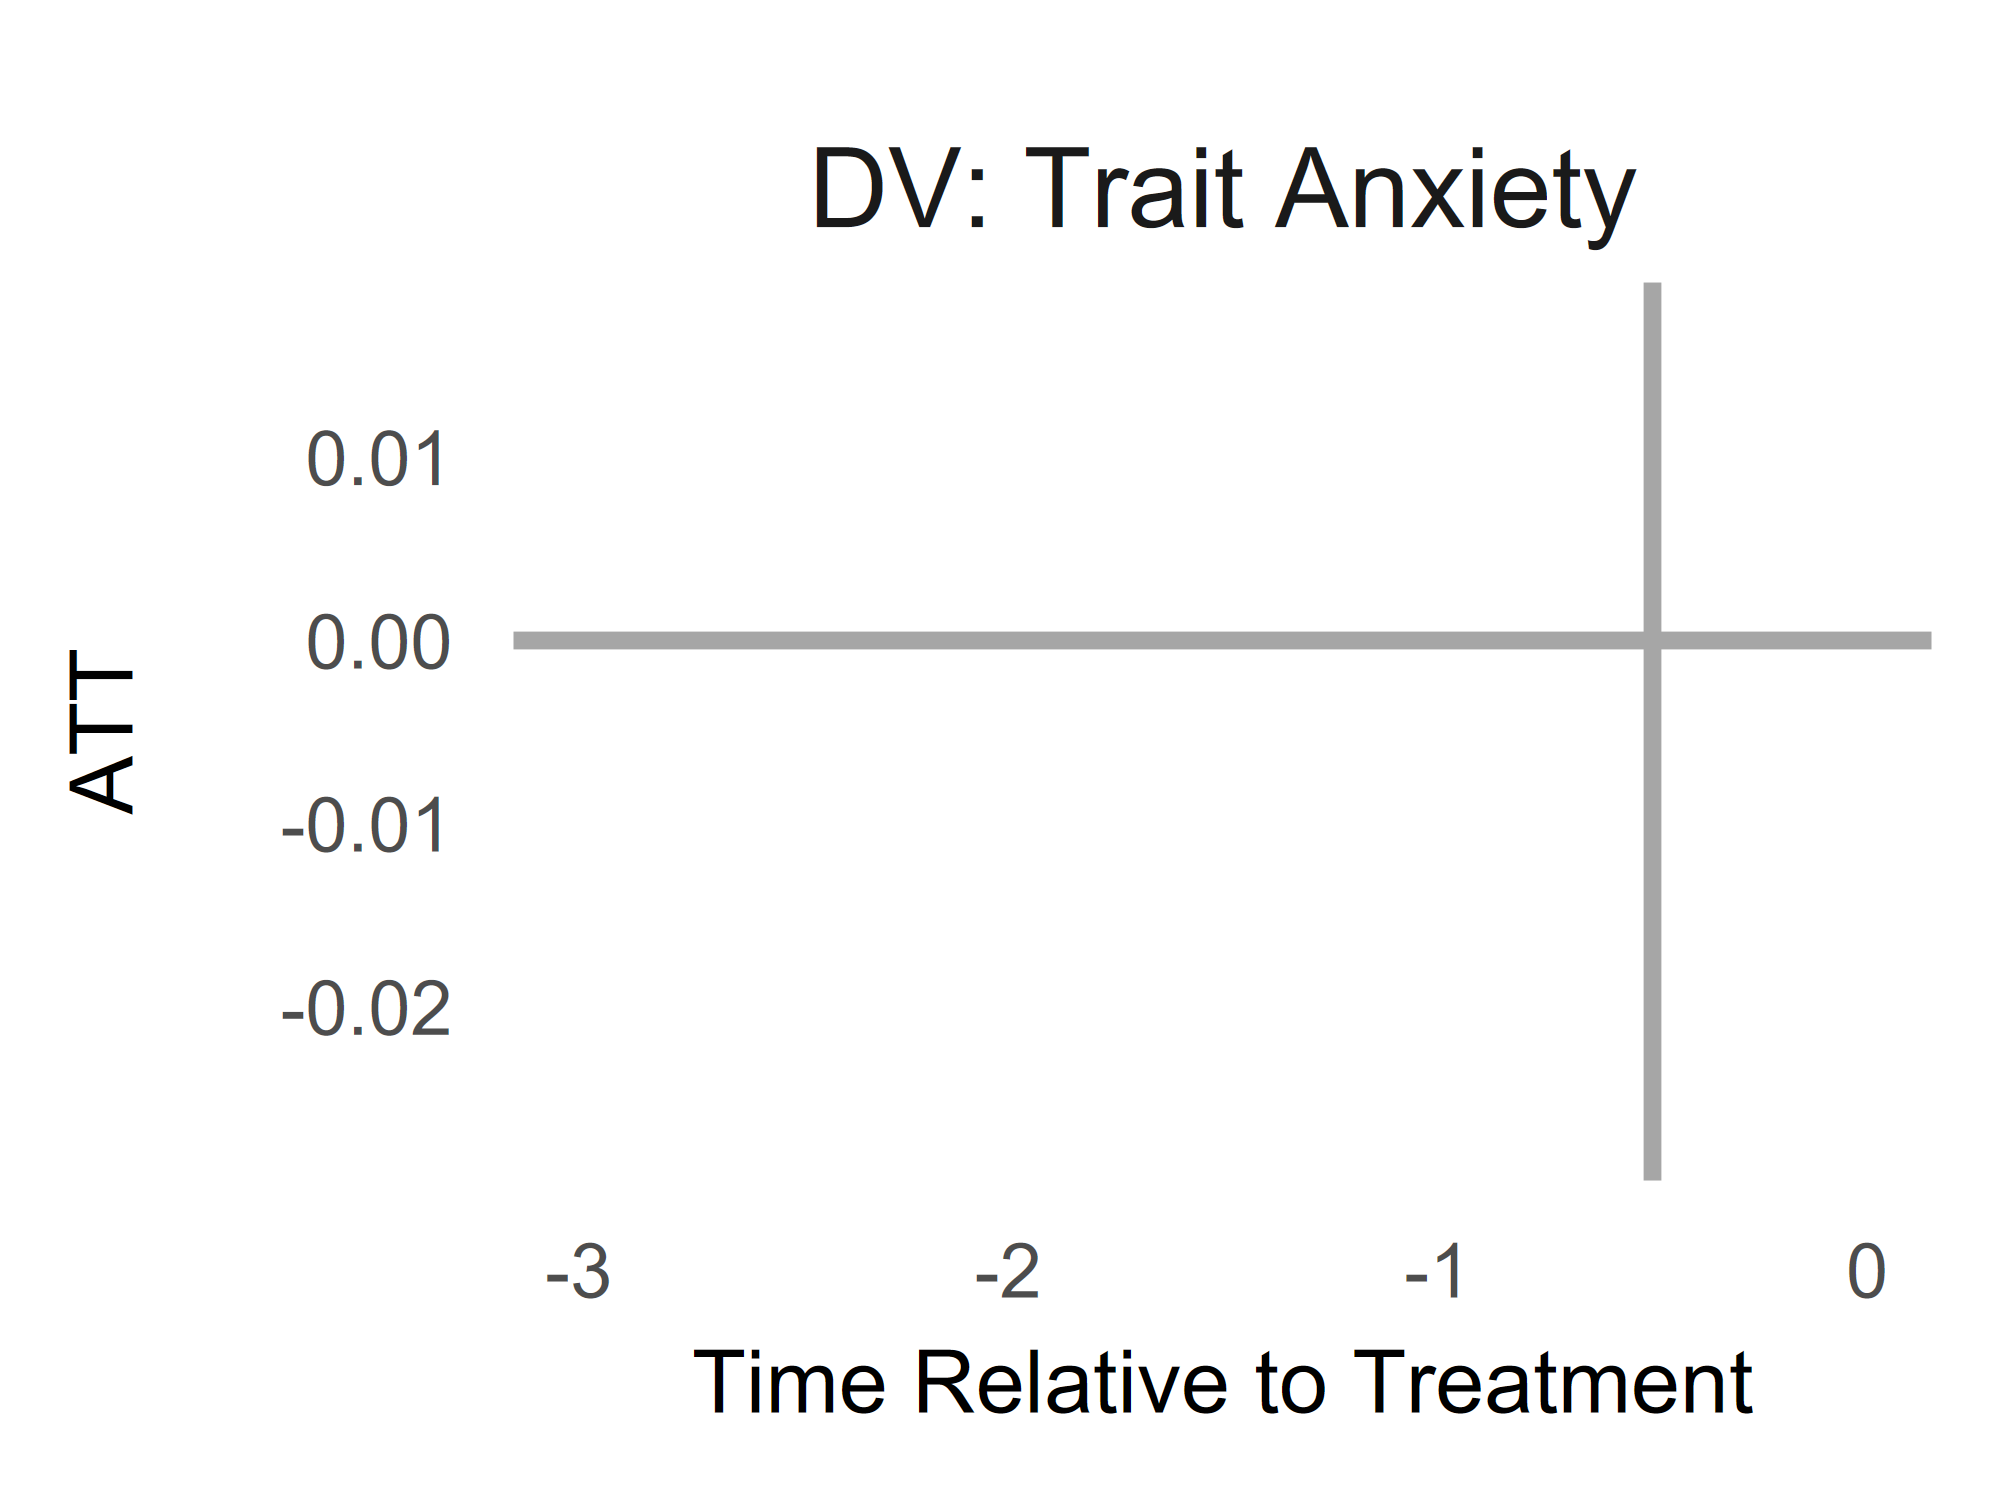 DV: Trait Anxiety
0.01
0.00
-0.01
-0.02
ATT
-3 -2 -1 0
Time Relative to Treatment